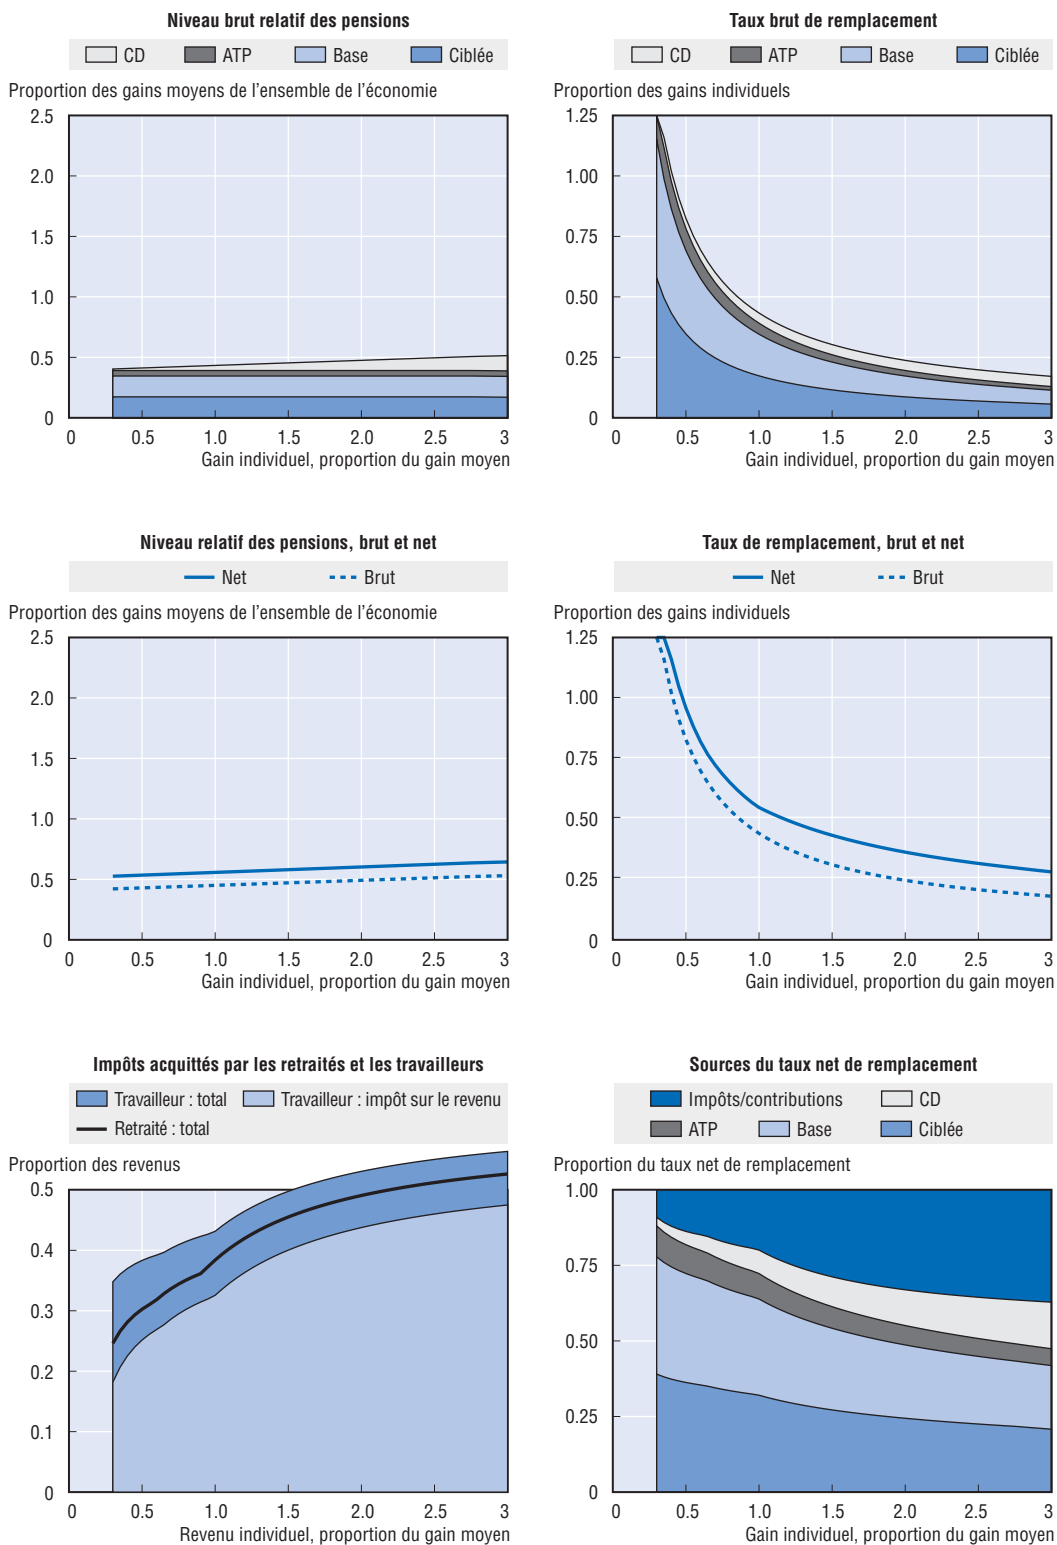 Niveau brut relatif des pensions
CD ATP Base Ciblée
Proportion des gains moyens de l'ensemble de l'économie
2.5
2.0
1.5
1.0
0.5
0
0 0.5 1.0 1.5 2.0 2.5 3
Gain individuel, proportion du gain moyen
Taux brut de remplacement
CD ATP Base Ciblée
Proportion des gains individuels
1.25
1.00
0.75
0.50
0.25
0
0 0.5 1.0 1.5 2.0 2.5 3
Gain individuel, proportion du gain moyen
Niveau relatif des pensions, brut et net
Net Brut
Proportion des gains moyens de l'ensemble de l'économie
2.5
2.0
1.5
1.0
0.5
0
0 0.5 1.0 1.5 2.0 2.5 3
Gain individuel, proportion du gain moyen
Taux de remplacement, brut et net
Net Brut
Proportion des gains individuels
1.25
1.00
0.75
0.50
0.25
0
0 0.5 1.0 1.5 2.0 2.5 3
Gain individuel, proportion du gain moyen
Impôts acquittés par les retraités et les travailleurs
Travailleur : total Travailleur : impôt sur le revenu
Retraité : total
Proportion des revenus
0.5
0.4
0.3
0.2
0.1
0
0 0.5 1.0 1.5 2.0 2.5 3
Revenu individuel, proportion du gain moyen
Sources du taux net de remplacement
Impôts/contributions CD
ATP Base Ciblée
Proportion du taux net de remplacement
1.00
0.75
0.50
0.25
0
0 0.5 1.0 1.5 2.0 2.5 3
Gain individuel, proportion du gain moyen